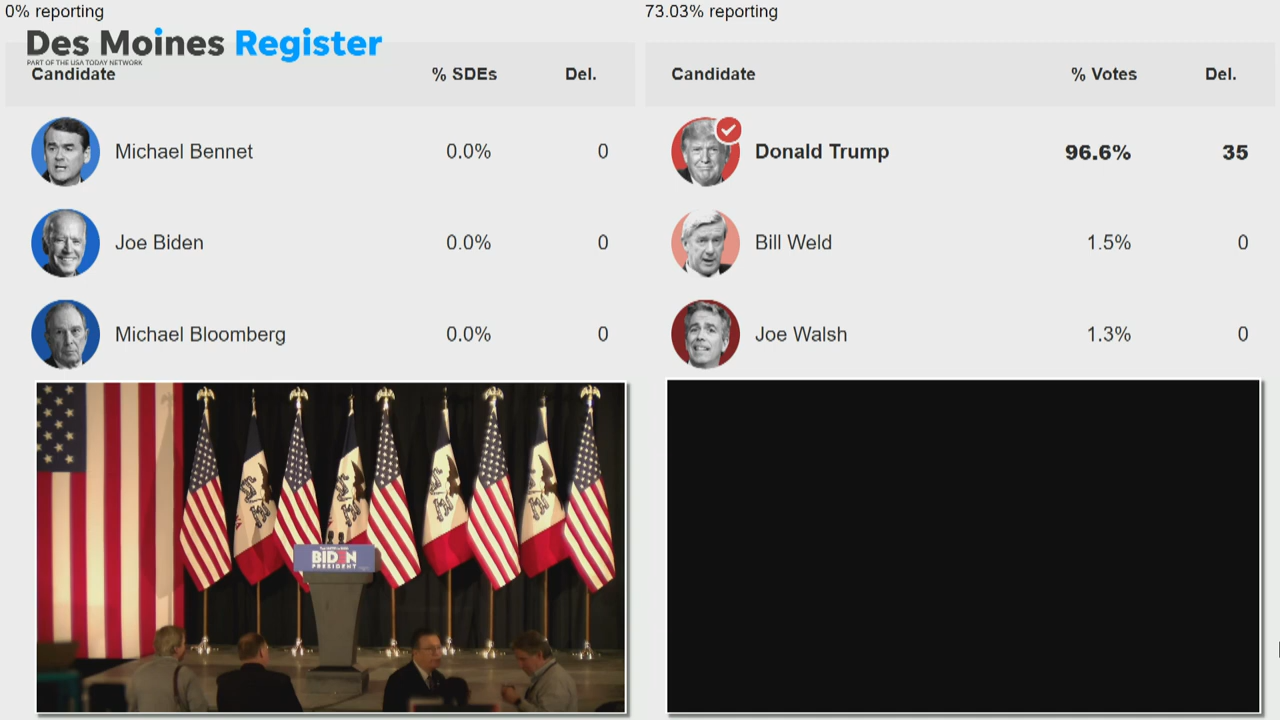 0% reporting
73.03% reporting
Des Moines Register
PART OF THE USA TODAY NETWORK
Candidate % SDEs Del.
Candidate % Votes Del.
Michael Bennet 0.0% 0
Donald Trump 96.6% 35
Joe Biden 0.0% 0
Bill Weld 1.5% 0
Michael Bloomberg 0.0% 0
Joe Walsh 1.3% 0
BIDEN
PRESIDENT